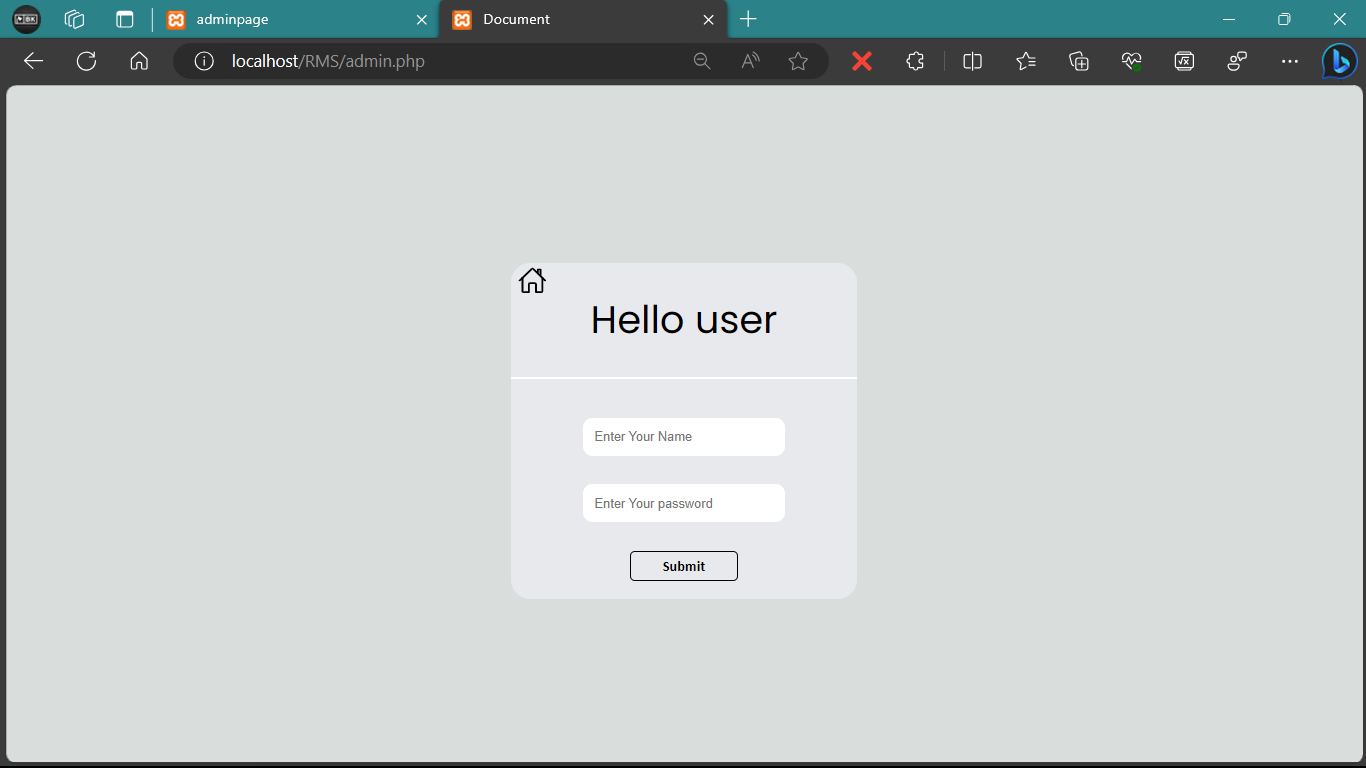 adminpage
Document
localhost/RMS/admin.php
Hello user
Enter Your Name
Enter Your password
Submit